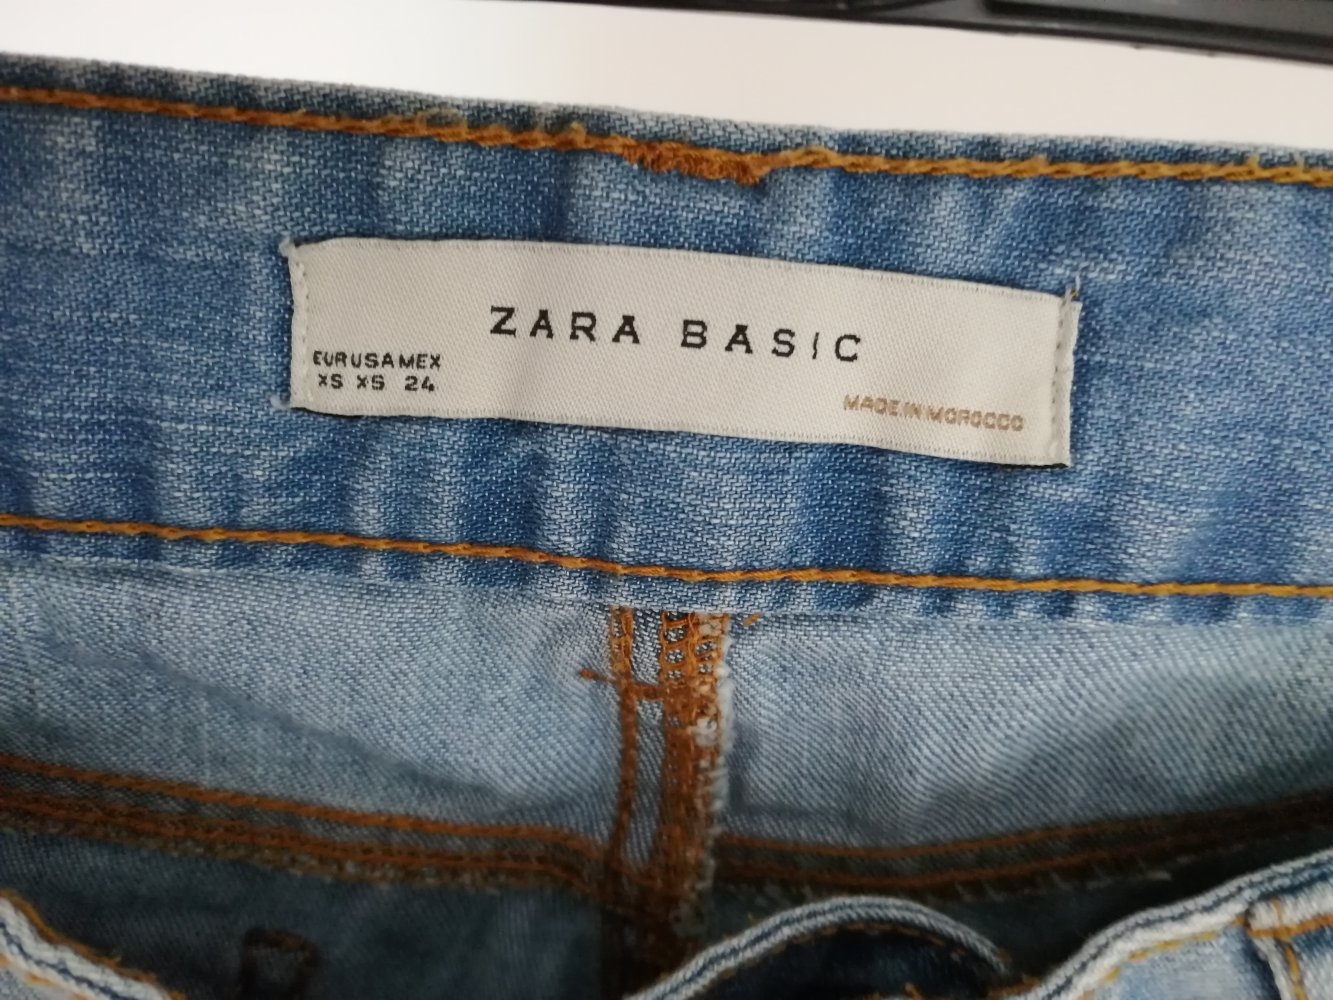 ZARA BASIC
EUR USA MEX
XS XS 24
MADE IN MOROCCO